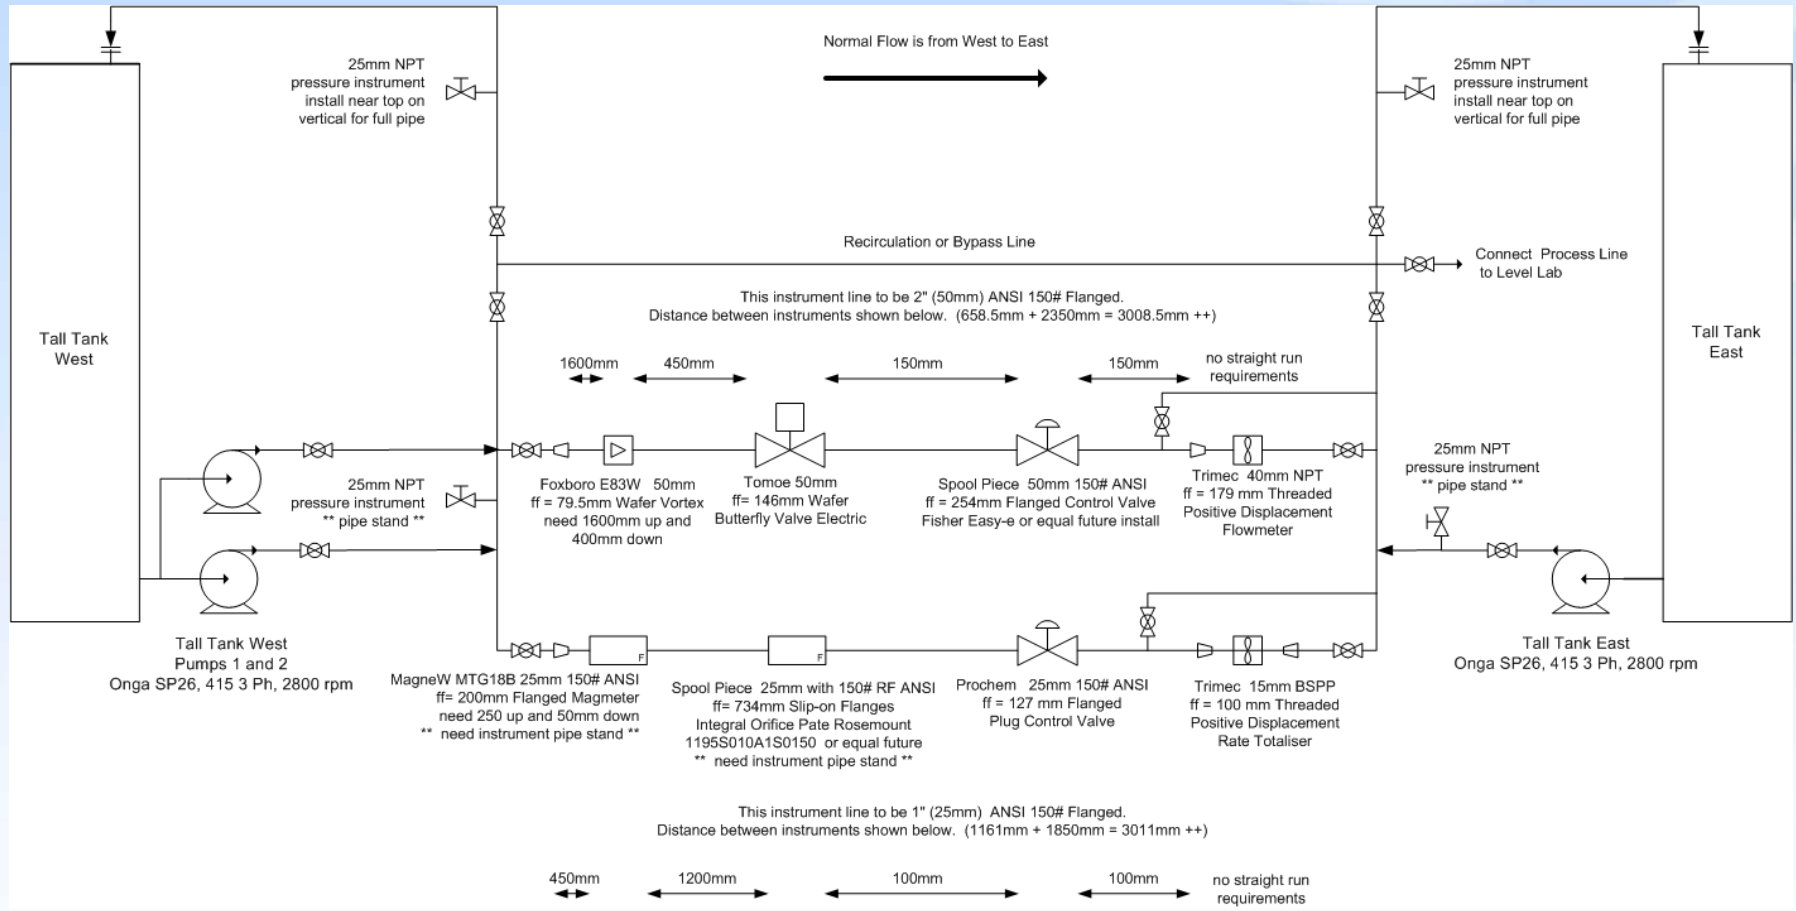 Normal Flow is from West to East
25mm NPT
pressure instrument
install near top on
vertical for full pipe
25mm NPT
pressure instrument
install near top on
vertical for full pipe
Recirculation or Bypass Line
Connect Process Line
to Level Lab
This instrument line to be 2" (50mm) ANSI 150# Flanged.
Distance between instruments shown below. (658.5mm + 2350mm = 3008.5mm ++)
Tall Tank
West
Tall Tank
East
1600mm
450mm
150mm
150mm
no straight run
requirements
25mm NPT
pressure instrument
** pipe stand **
Foxboro E83W 50mm
ff = 79.5mm Wafer Vortex
need 1600mm up and
400mm down
Tomoe 50mm
ff= 146mm Wafer
Butterfly Valve Electric
Spool Piece 50mm 150# ANSI
ff = 254mm Flanged Control Valve
Fisher Easy-e or equal future install
Trimec 40mm NPT
ff = 179 mm Threaded
Positive Displacement
Flowmeter
25mm NPT
pressure instrument
** pipe stand **
Tall Tank West
Pumps 1 and 2
Onga SP26, 415 3 Ph, 2800 rpm
F
F
Tall Tank East
Onga SP26, 415 3 Ph, 2800 rpm
MagneW MTG18B 25mm 150# ANSI
ff= 200mm Flanged Magmeter
need 250 up and 50mm down
** need instrument pipe stand **
Spool Piece 25mm with 150# RF ANSI
ff= 734mm Slip-on Flanges
Integral Orifice Pate Rosemount
1195S010A1S0150 or equal future
** need instrument pipe stand **
Prochem 25mm 150# ANSI
ff = 127 mm Flanged
Plug Control Valve
Trimec 15mm BSPP
ff = 100 mm Threaded
Positive Displacement
Rate Totaliser
This instrument line to be 1" (25mm) ANSI 150# Flanged.
Distance between instruments shown below. (1161mm + 1850mm = 3011mm ++)
450mm
1200mm
100mm
100mm
no straight run
requirements